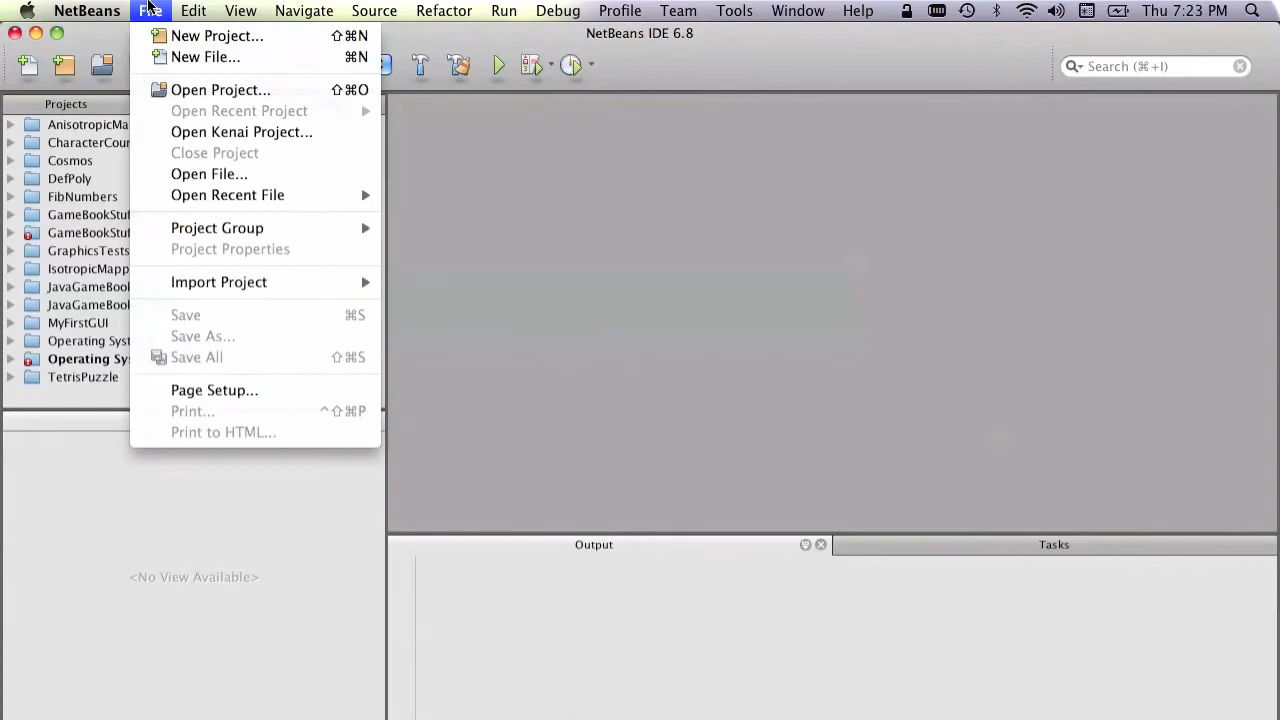 NetBeans File Edit View Navigate Source Refactor Run Debug Profile Team Tools Window Help Thu 7:23 PM
NetBeans IDE 6.8
Search (⌘+I)
New Project... ⇧⌘N
New File... ⌘N
Open Project... ⇧⌘O
Open Recent Project
Open Kenai Project...
Close Project
Open File...
Open Recent File
Project Group
Project Properties
Import Project
Save ⌘S
Save As...
Save All ⇧⌘S
Page Setup...
Print... ^⇧⌘P
Print to HTML...
Projects
AnisotropicMa
CharacterCour
Cosmos
DefPoly
FibNumbers
GameBookStuf
GameBookStuf
GraphicsTests
IsotropicMapp
JavaGameBook
JavaGameBook
MyFirstGUI
Operating Syst
Operating Sy
TetrisPuzzle
<No View Available>
Output
Tasks